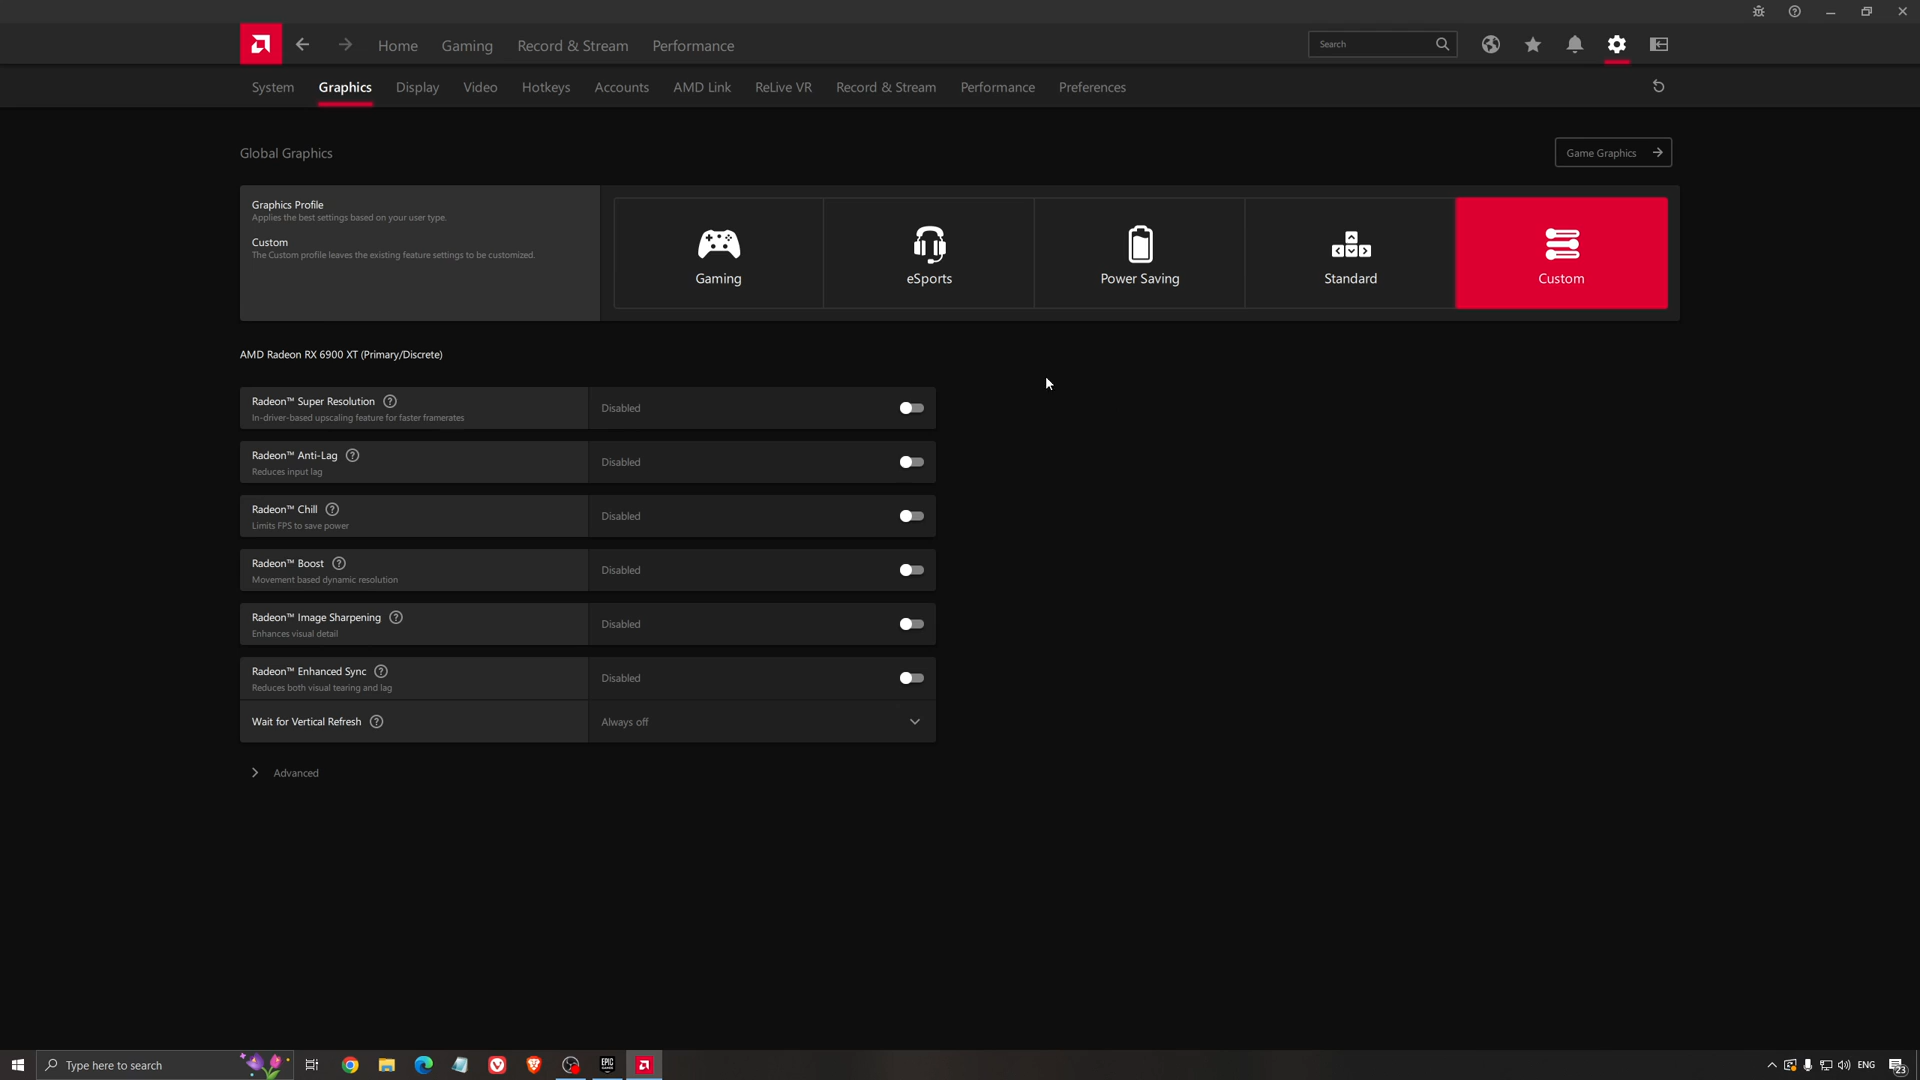 Home
Gaming
Record & Stream
Performance
Search
System
Graphics
Display
Video
Hotkeys
Accounts
AMD Link
ReLive VR
Record & Stream
Performance
Preferences
Global Graphics
Game Graphics
Graphics Profile
Applies the best settings based on your user type.
Custom
The Custom profile leaves the existing feature settings to be customized.
Gaming
eSports
Power Saving
Standard
Custom
AMD Radeon RX 6900 XT (Primary/Discrete)
Radeon™ Super Resolution
In-driver-based upscaling feature for faster framerates
Disabled
Radeon™ Anti-Lag
Reduces input lag
Disabled
Radeon™ Chill
Limits FPS to save power
Disabled
Radeon™ Boost
Movement based dynamic resolution
Disabled
Radeon™ Image Sharpening
Enhances visual detail
Disabled
Radeon™ Enhanced Sync
Reduces both visual tearing and lag
Disabled
Wait for Vertical Refresh
Always off
Advanced
Type here to search
EPIC
GAMES
ENG
23